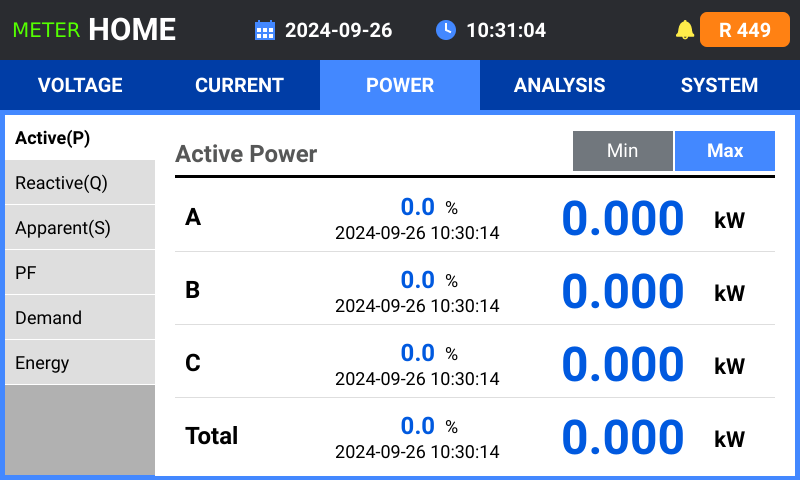 METER HOME 2024-09-26 10:31:04 R 449
VOLTAGE CURRENT POWER ANALYSIS SYSTEM
Active(P)
Reactive(Q)
Apparent(S)
PF
Demand
Energy
Active Power Min Max
A 0.0 % 0.000 kW
2024-09-26 10:30:14
B 0.0 % 0.000 kW
2024-09-26 10:30:14
C 0.0 % 0.000 kW
2024-09-26 10:30:14
Total 0.0 % 0.000 kW
2024-09-26 10:30:14